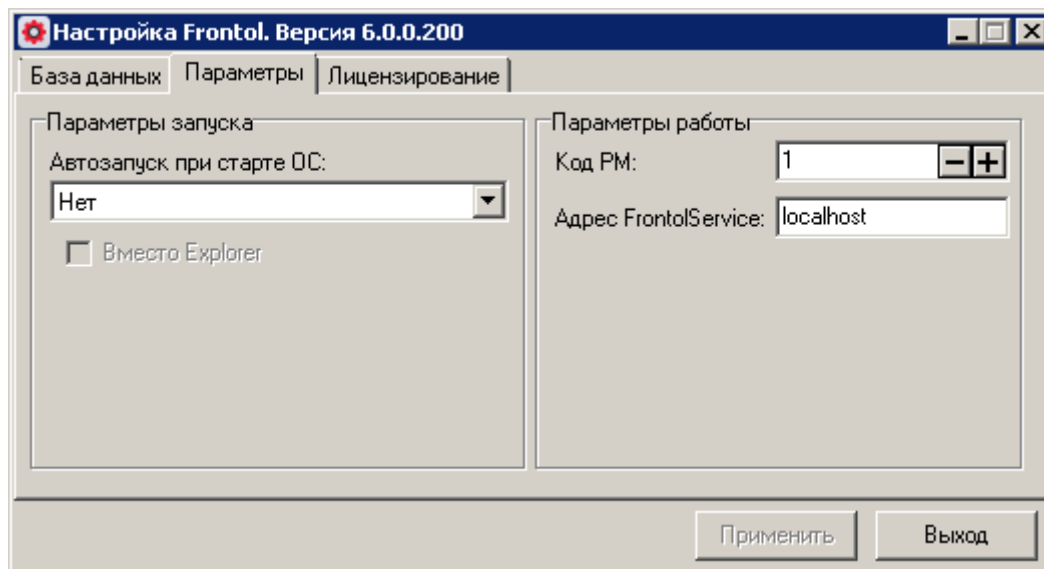 Настройка Frontol. Версия 6.0.0.200
База данных Параметры Лицензирование
Параметры запуска
Автозапуск при старте ОС:
Нет
Вместо Explorer
Параметры работы
Код РМ: 1
Адрес FrontolService: localhost
Применить Выход